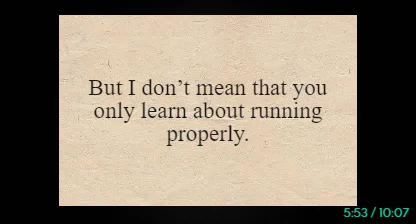 But I don’t mean that you
only learn about running
properly.
5:53 / 10:07